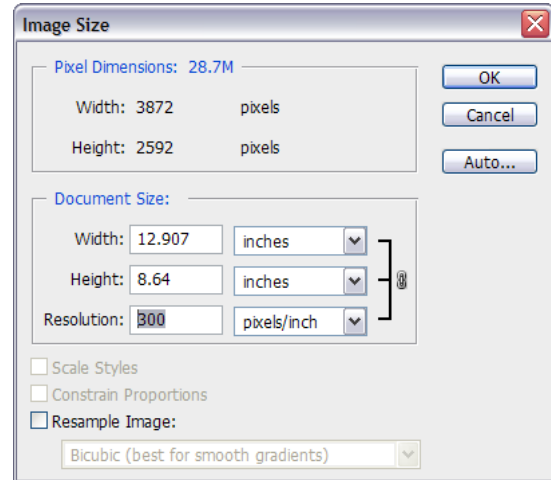 Image Size
Pixel Dimensions: 28.7M
OK
Width: 3872 pixels
Cancel
Height: 2592 pixels
Auto...
Document Size:
Width: 12.907 inches
Height: 8.64 inches
Resolution: 300 pixels/inch
Scale Styles
Constrain Proportions
Resample Image:
Bicubic (best for smooth gradients)